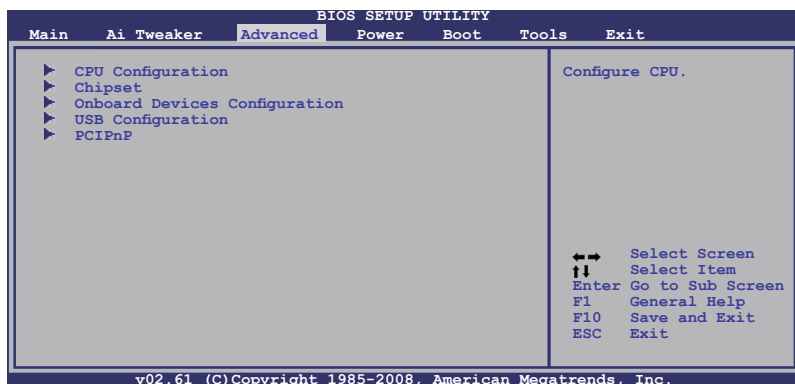 BIOS SETUP UTILITY
Main Ai Tweaker Advanced Power Boot Tools Exit
CPU Configuration
Chipset
Onboard Devices Configuration
USB Configuration
PCIPnP
Configure CPU.
←→ Select Screen
↑↓ Select Item
Enter Go to Sub Screen
F1 General Help
F10 Save and Exit
ESC Exit
v02.61 (C)Copyright 1985-2008, American Megatrends, Inc.